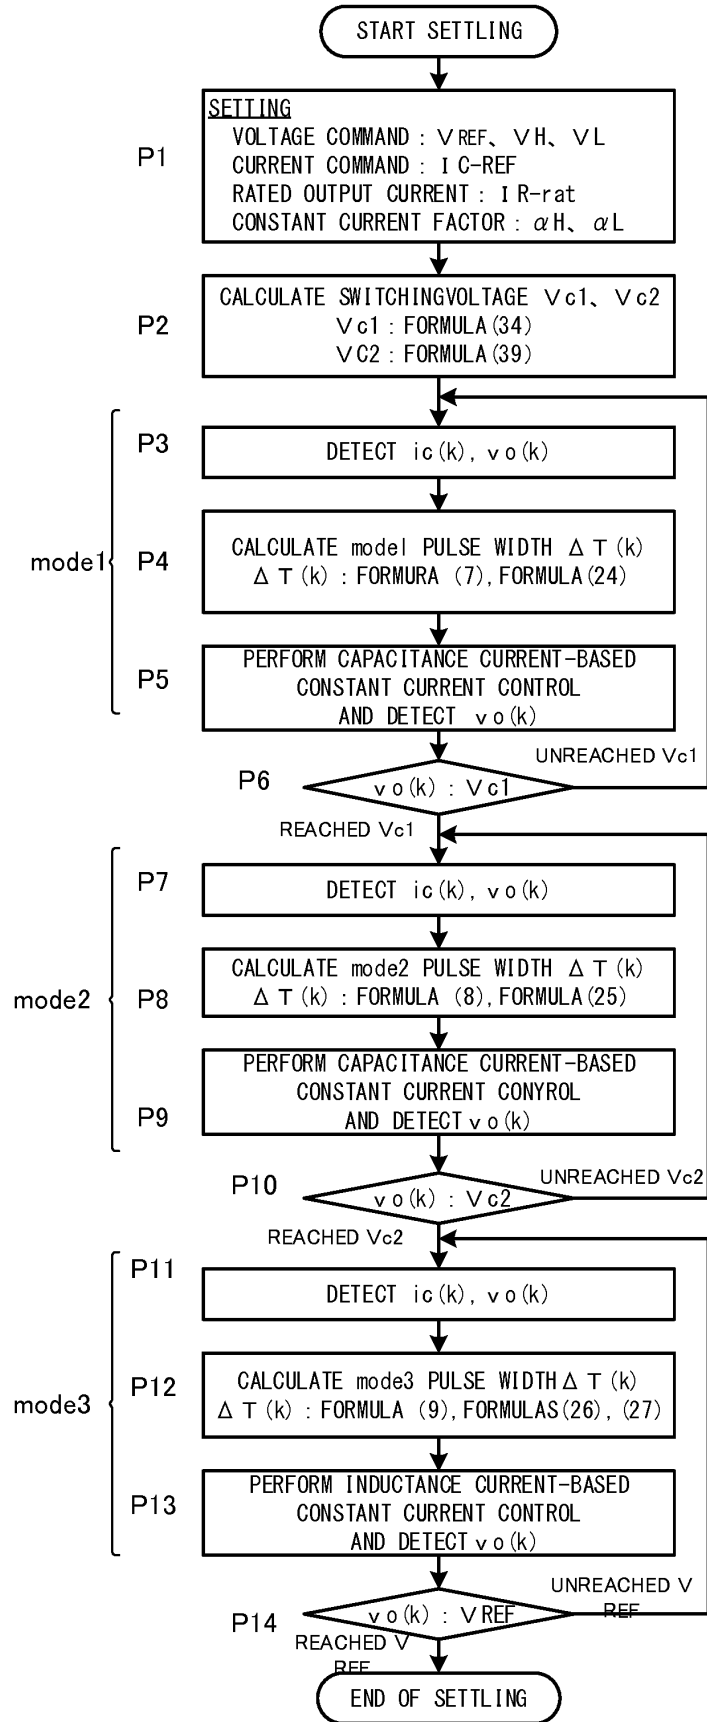 START SETTLING
SETTING
P1
VOLTAGE COMMAND : VREF、VH、VL
CURRENT COMMAND : I C-REF
RATED OUTPUT CURRENT : I R-rat
CONSTANT CURRENT FACTOR : αH、αL
P2
CALCULATE SWITCHINGVOLTAGE Vc1、Vc2
Vc1 : FORMULA(34)
VC2 : FORMULA(39)
mode1
P3
DETECT ic(k), vo(k)
P4
CALCULATE model PULSE WIDTH ΔT(k)
ΔT(k) : FORMURA (7), FORMULA(24)
P5
PERFORM CAPACITANCE CURRENT-BASED
CONSTANT CURRENT CONTROL
AND DETECT vo(k)
UNREACHED Vc1
P6
vo(k) : Vc1
REACHED Vc1
mode2
P7
DETECT ic(k), vo(k)
P8
CALCULATE mode2 PULSE WIDTH ΔT(k)
ΔT(k) : FORMULA (8), FORMULA(25)
P9
PERFORM CAPACITANCE CURRENT-BASED
CONSTANT CURRENT CONYROL
AND DETECT vo(k)
UNREACHED Vc2
P10
vo(k) : Vc2
REACHED Vc2
mode3
P11
DETECT ic(k), vo(k)
P12
CALCULATE mode3 PULSE WIDTH ΔT(k)
ΔT(k) : FORMULA (9), FORMULAS(26), (27)
P13
PERFORM INDUCTANCE CURRENT-BASED
CONSTANT CURRENT CONTROL
AND DETECT vo(k)
UNREACHED V
REF
P14
vo(k) : VREF
REACHED V
REF
END OF SETTLING